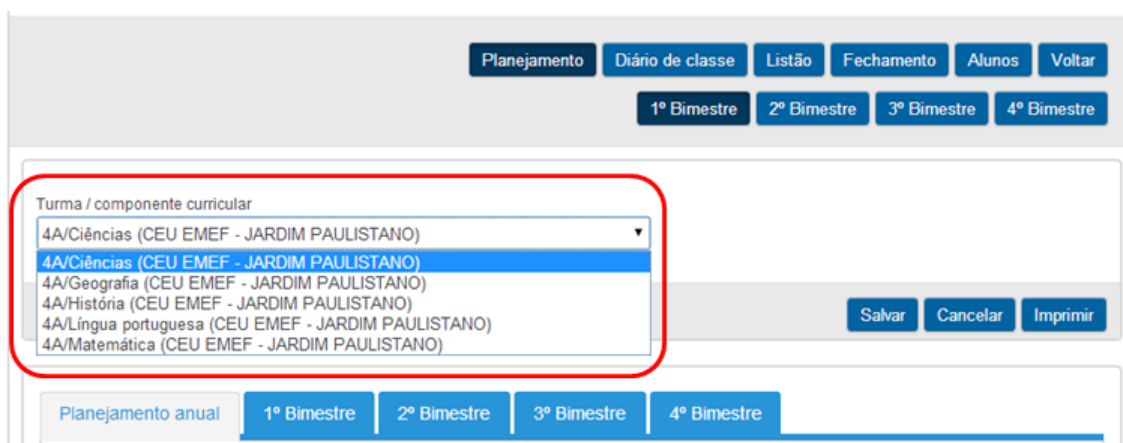 Planejamento Diário de classe Listão Fechamento Alunos Voltar
1º Bimestre 2º Bimestre 3º Bimestre 4º Bimestre
Turma / componente curricular
4A/Ciências (CEU EMEF - JARDIM PAULISTANO)
4A/Ciências (CEU EMEF - JARDIM PAULISTANO)
4A/Geografia (CEU EMEF - JARDIM PAULISTANO)
4A/História (CEU EMEF - JARDIM PAULISTANO)
4A/Língua portuguesa (CEU EMEF - JARDIM PAULISTANO)
4A/Matemática (CEU EMEF - JARDIM PAULISTANO)
Salvar Cancelar Imprimir
Planejamento anual 1º Bimestre 2º Bimestre 3º Bimestre 4º Bimestre